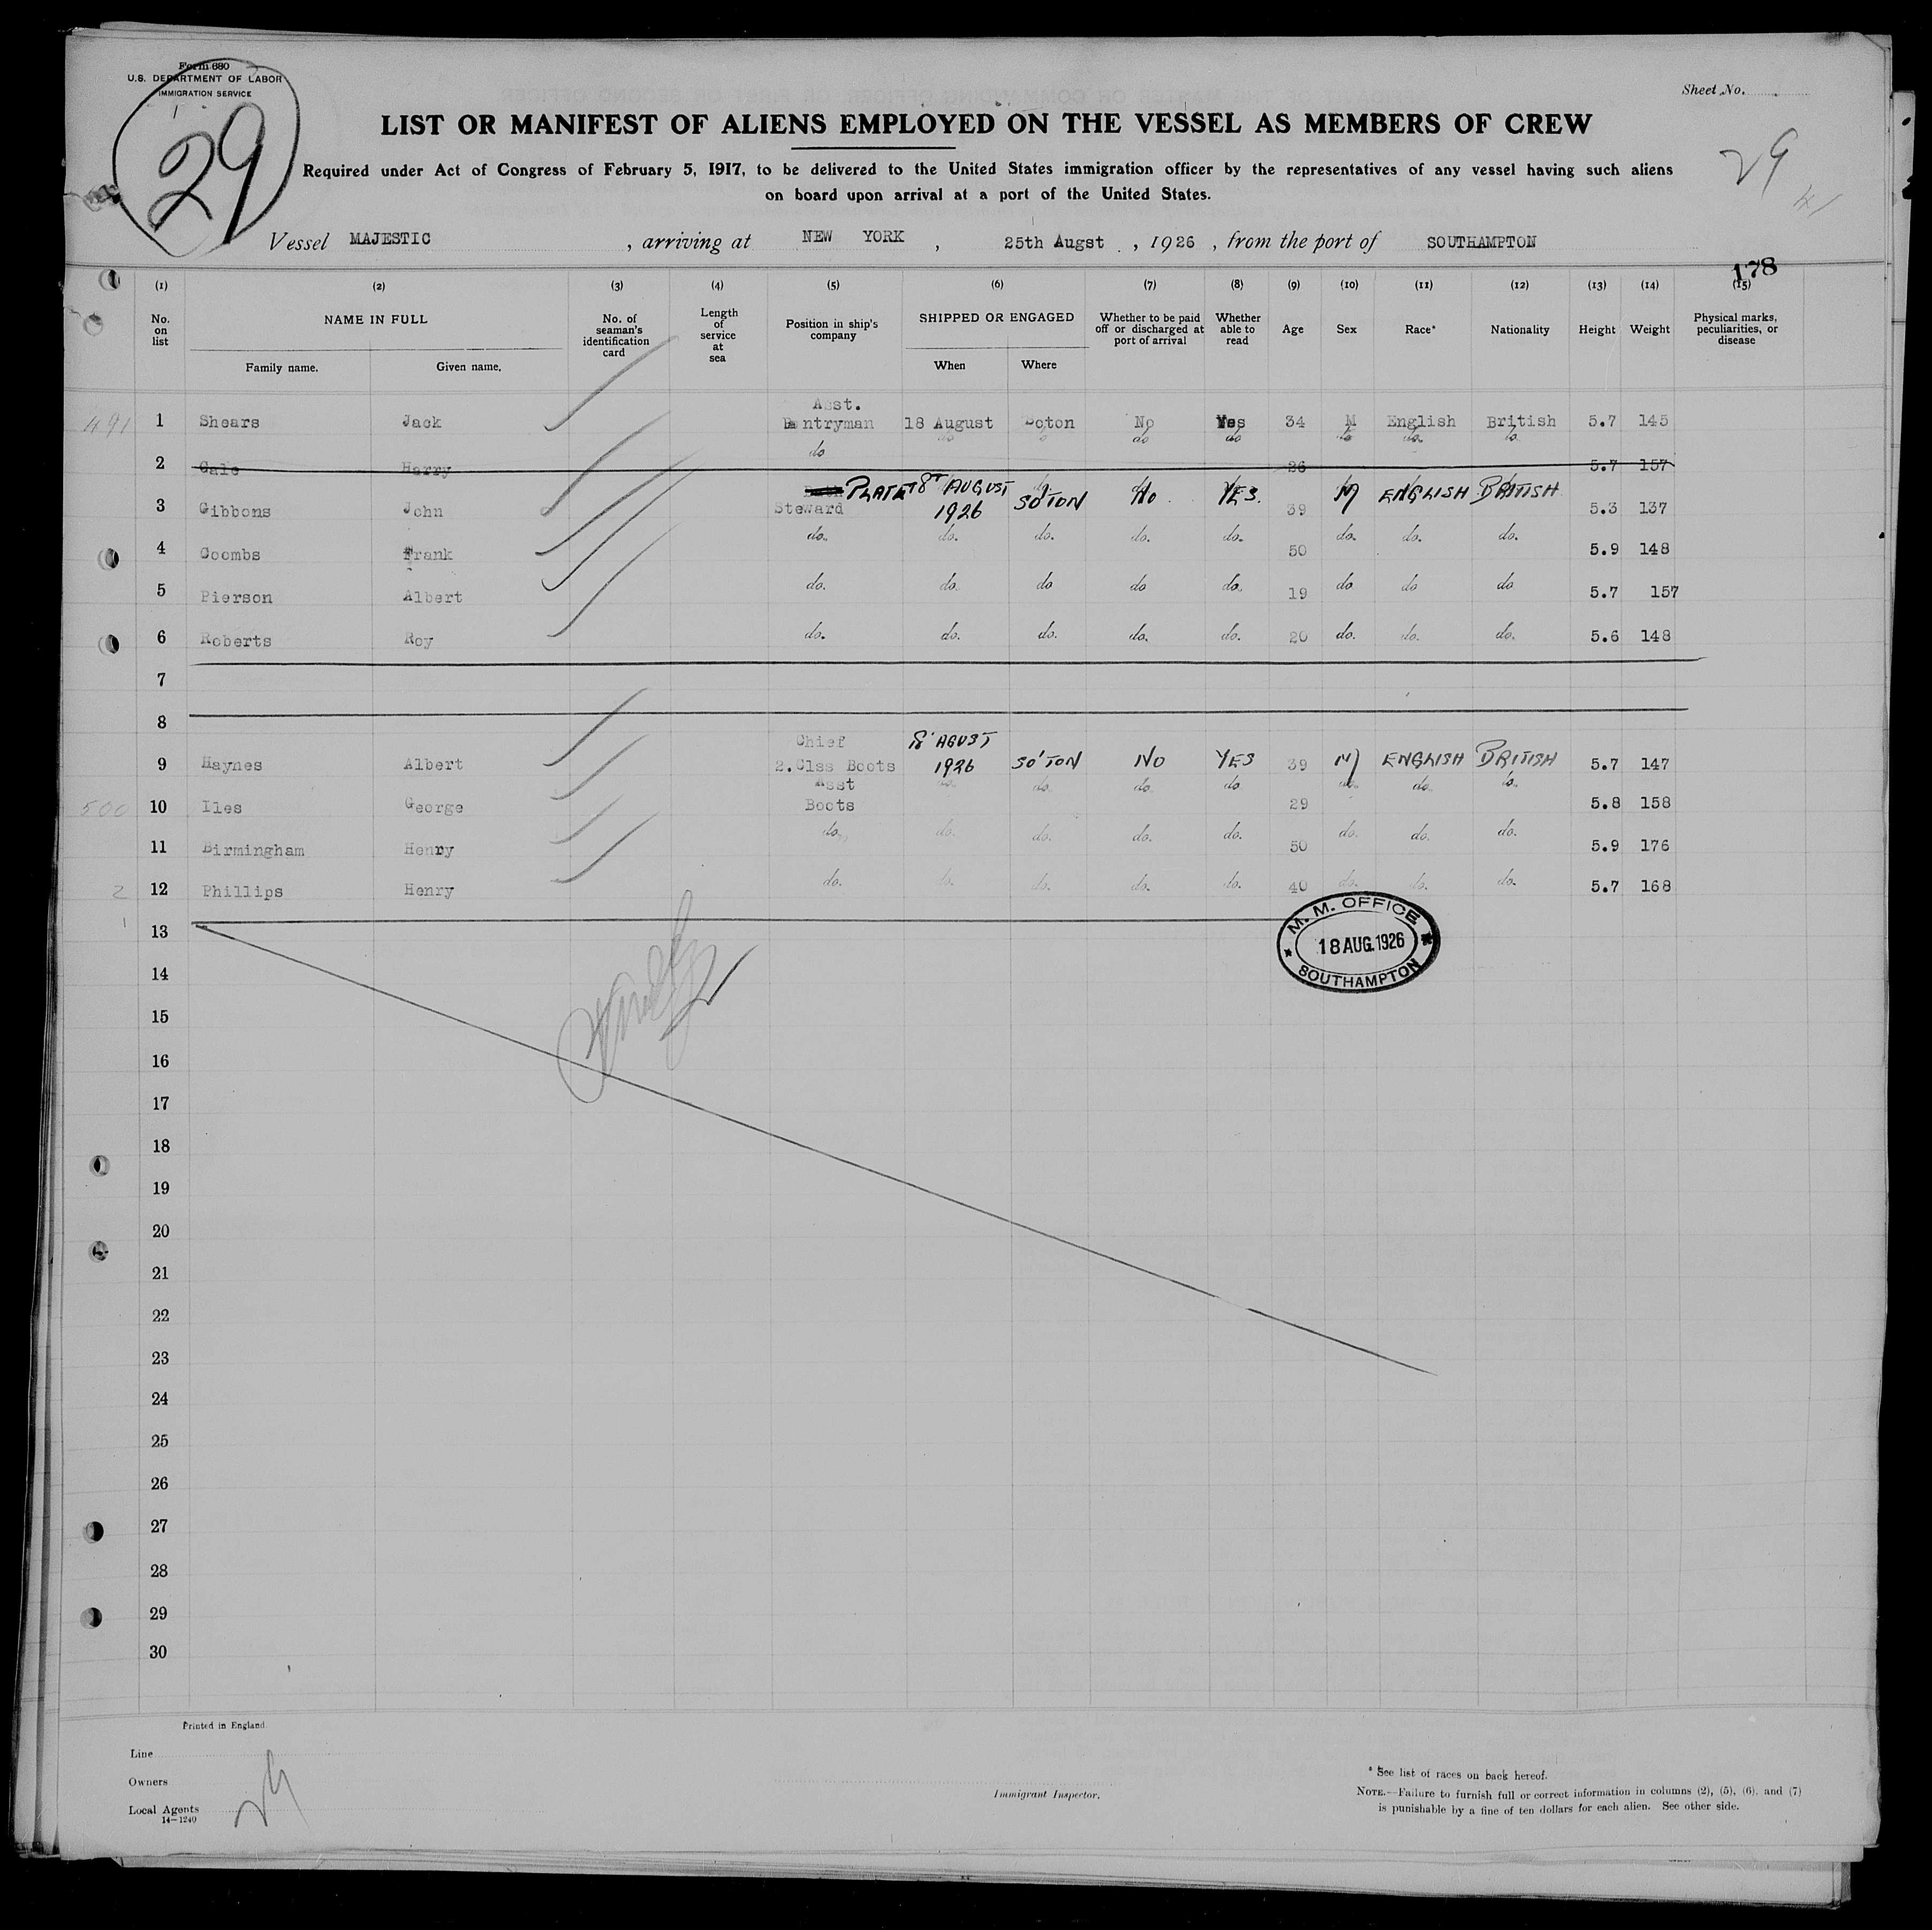 Form 680
U.S. DEPARTMENT OF LABOR
IMMIGRATION SERVICE
29
Sheet No.
LIST OR MANIFEST OF ALIENS EMPLOYED ON THE VESSEL AS MEMBERS OF CREW
Required under Act of Congress of February 5, 1917, to be delivered to the United States immigration officer by the representatives of any vessel having such aliens
on board upon arrival at a port of the United States.
29
Vessel MAJESTIC , arriving at NEW YORK , 25th Augst , 1926 , from the port of SOUTHAMPTON
178
(1) (2) (3) (4) (5) (6) (7) (8) (9) (10) (11) (12) (13) (14) (15)
No. on list NAME IN FULL Family name. Given name. No. of seaman's identification card Length of service at sea Position in ship's company SHIPPED OR ENGAGED When Where Whether to be paid off or discharged at port of arrival Whether able to read Age Sex Race* Nationality Height Weight Physical marks, peculiarities, or disease
491 1 Shears Jack Asst. Pantryman 18 August Soton No Yes 34 M English British 5.7 145
2 Gale Harry do do do do do 26 do do. do. 5.7 157
3 Gibbons John PLATE Steward 18T AUGUST 1926 SO'TON No YES. 39 M ENGLISH BRITISH 5.3 137
4 Coombs Frank do. do. do. do. do. 50 do. do. do. 5.9 148
5 Pierson Albert do. do. do do do. 19 do do do 5.7 157
6 Roberts Roy do. do. do. do. do. 20 do. do. do. 5.6 148
7
8
9 Haynes Albert Chief 2.Clss Boots 18' AGUST 1926 SO'TON NO YES 39 M ENGLISH BRITISH 5.7 147
500 10 Iles George Asst Boots do. do. do. do 29 do. do. do. 5.8 158
11 Birmingham Henry do. do. do. do. do. 50 do. do. do. 5.9 176
2 12 Phillips Henry do. do. do. do. do. 40 do. do. do. 5.7 168
1 13
M. M. OFFICE
18 AUG. 1926
SOUTHAMPTON
14
15
16
17
18
19
20
21
22
23
24
25
26
27
28
29
30
Printed in England
Line
Owners
Local Agents
14—1240
29
Immigrant Inspector.
* See list of races on back hereof.
NOTE.—Failure to furnish full or correct information in columns (2), (5), (6), and (7)
is punishable by a fine of ten dollars for each alien. See other side.